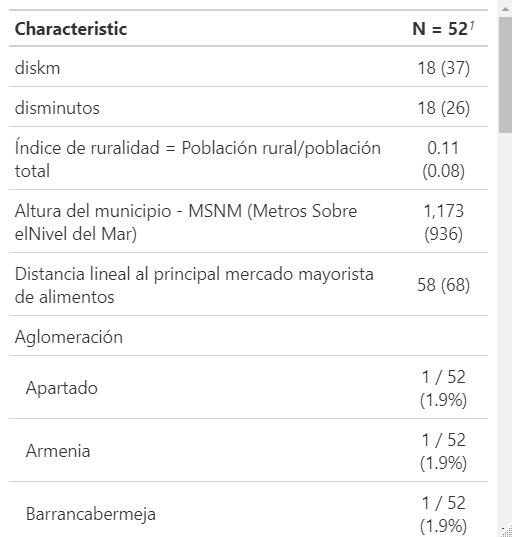 Characteristic N = 52¹
diskm 18 (37)
disminutos 18 (26)
Índice de ruralidad = Población rural/población 0.11
total (0.08)
Altura del municipio - MSNM (Metros Sobre 1,173
elNivel del Mar) (936)
Distancia lineal al principal mercado mayorista 58 (68)
de alimentos
Aglomeración
Apartado 1 / 52
(1.9%)
Armenia 1 / 52
(1.9%)
Barrancabermeja 1 / 52
(1.9%)